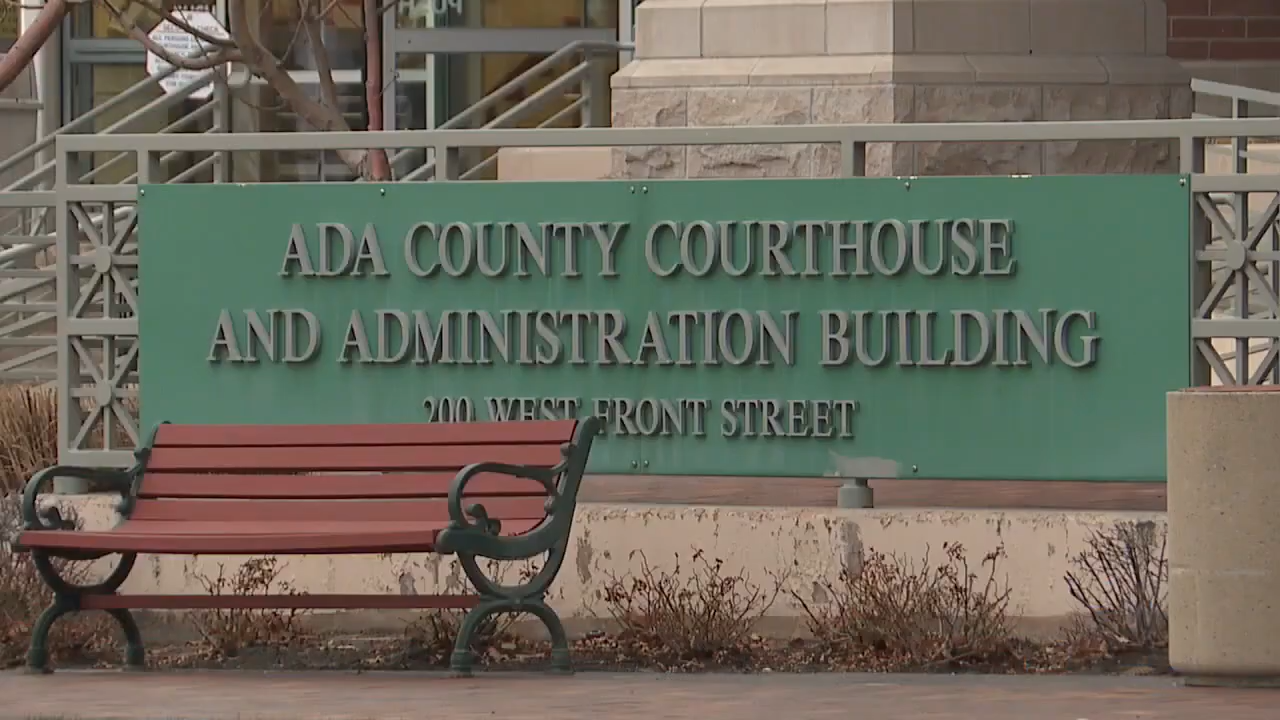 ADA COUNTY COURTHOUSE
AND ADMINISTRATION BUILDING
200 WEST FRONT STREET